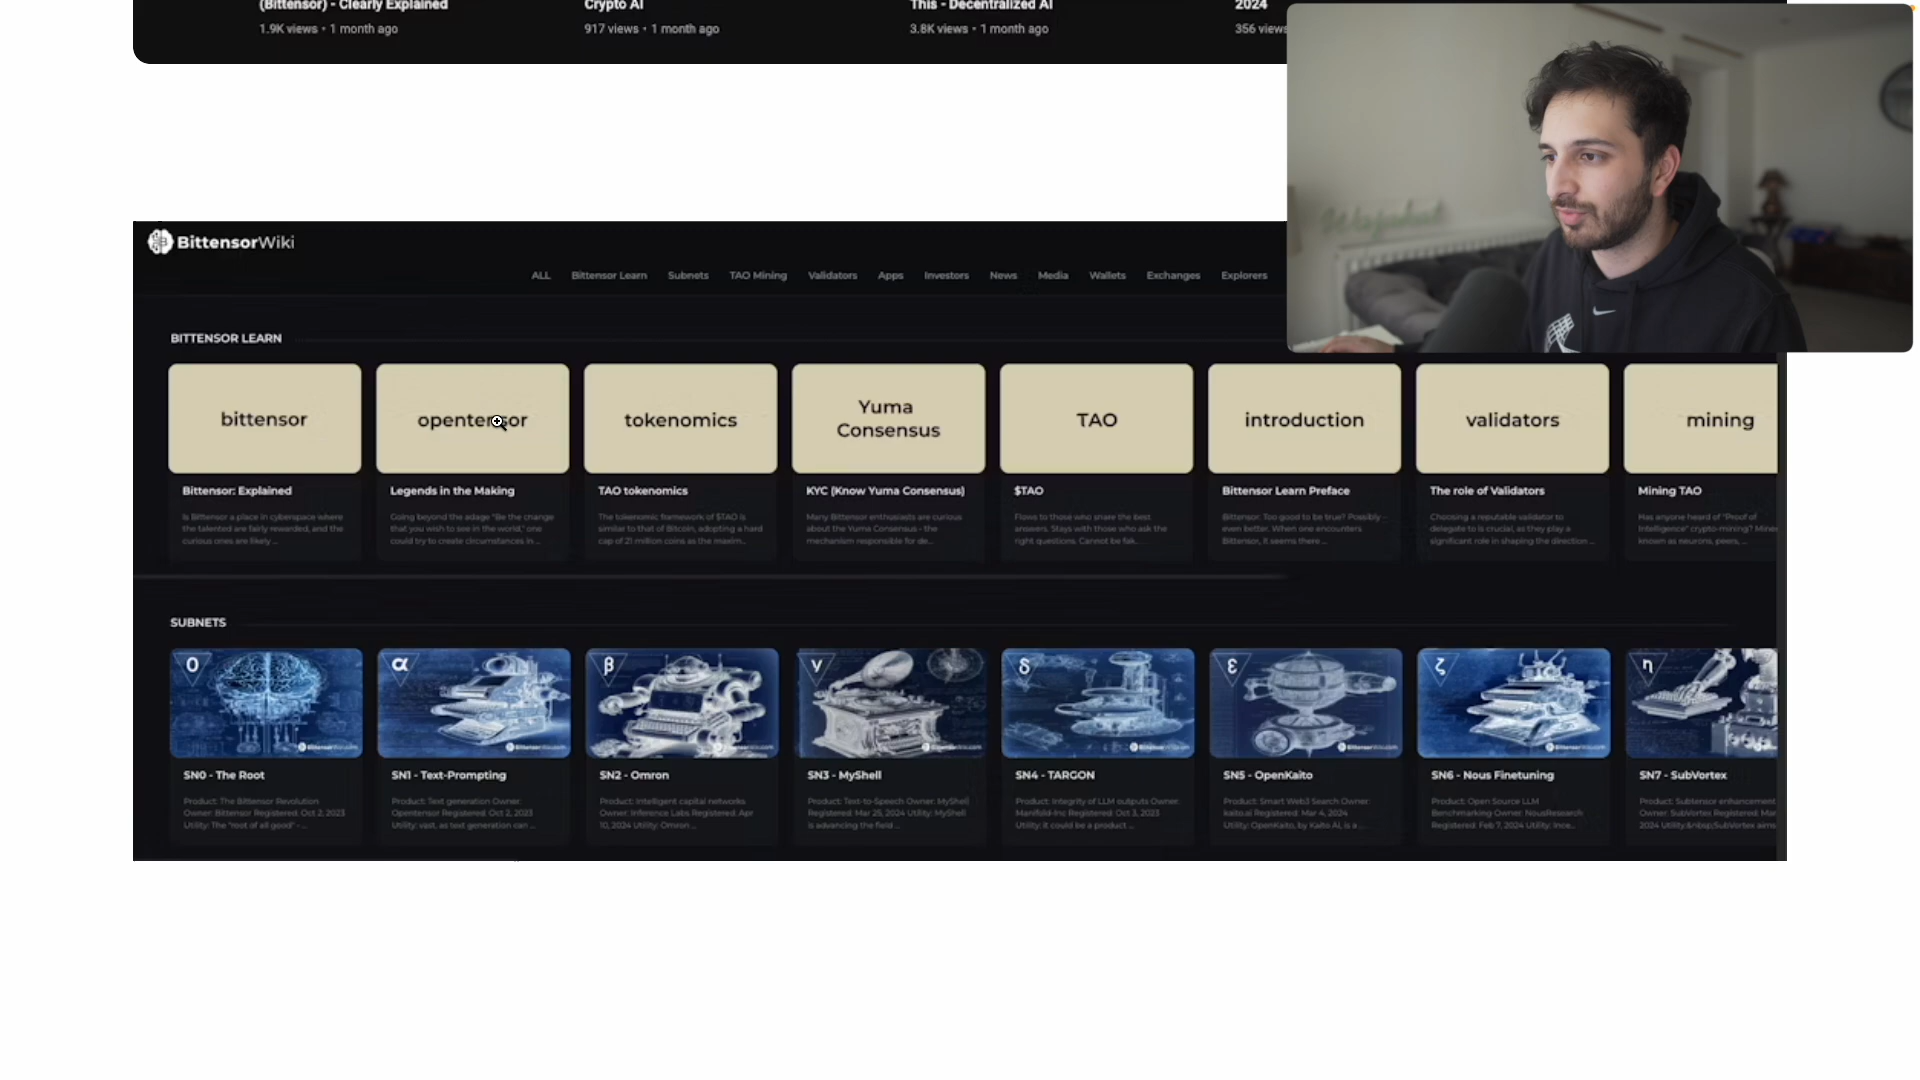 (Bittensor) - Clearly Explained
1.9K views • 1 month ago
Crypto AI
917 views • 1 month ago
This - Decentralized AI
3.8K views • 1 month ago
2024
356 views
BittensorWiki
ALL Bittensor Learn Subnets TAO Mining Validators Apps Investors News Media Wallets Exchanges Explorers
BITTENSOR LEARN
bittensor
opentensor
tokenomics
Yuma
Consensus
TAO
introduction
validators
mining
Bittensor: Explained
Is Bittensor a place in cyberspace where
the talented are fairly rewarded, and the
curious ones are likely ...
Legends in the Making
Going beyond the adage "Be the change
that you wish to see in the world," one
could try to create circumstances in ...
TAO tokenomics
The tokenomic framework of $TAO is
similar to that of Bitcoin, adopting a hard
cap of 21 million coins as the maxim...
KYC (Know Yuma Consensus)
Many Bittensor enthusiasts are curious
about the Yuma Consensus - the
mechanism responsible for de...
$TAO
Flows to those who share the best
answers. Stays with those who ask the
right questions. Cannot be fak...
Bittensor Learn Preface
Bittensor: Too good to be true? Possibly –
even better. When one encounters
Bittensor, it seems there ...
The role of Validators
Choosing a reputable validator to
delegate to is crucial, as they play a
significant role in shaping the direction ...
Mining TAO
Has anyone heard of "Proof of
Intelligence" crypto-mining? Miner
known as neurons, peers, ...
SUBNETS
0
α
β
γ
δ
ε
ζ
η
BittensorWiki.com
BittensorWiki.com
BittensorWiki.com
BittensorWiki.com
BittensorWiki.com
BittensorWiki.com
BittensorWiki.com
SN0 - The Root
Product: The Bittensor Revolution
Owner: Bittensor Registered: Oct 2, 2023
Utility: The "root of all good" - ...
SN1 - Text-Prompting
Product: Text generation Owner:
Opentensor Registered: Oct 2, 2023
Utility: vast, as text generation can ...
SN2 - Omron
Product: Intelligent capital networks
Owner: Inference Labs Registered: Apr
10, 2024 Utility: Omron ...
SN3 - MyShell
Product: Text-to-Speech Owner: MyShell
Registered: Mar 25, 2024 Utility: MyShell
is advancing the field ...
SN4 - TARGON
Product: Integrity of LLM outputs Owner:
Manifold-Inc Registered: Oct 3, 2023
Utility: it could be a product ...
SN5 - OpenKaito
Product: Smart Web3 Search Owner:
kaito.ai Registered: Mar 4, 2024
Utility: OpenKaito, by Kaito AI, is a ...
SN6 - Nous Finetuning
Product: Open Source LLM
Benchmarking Owner: NousResearch
Registered: Feb 7, 2024 Utility: Ince...
SN7 - SubVortex
Product: Subtensor enhancement
Owner: SubVortex Registered: Mar
2024 Utility:&nbsp;SubVortex aims